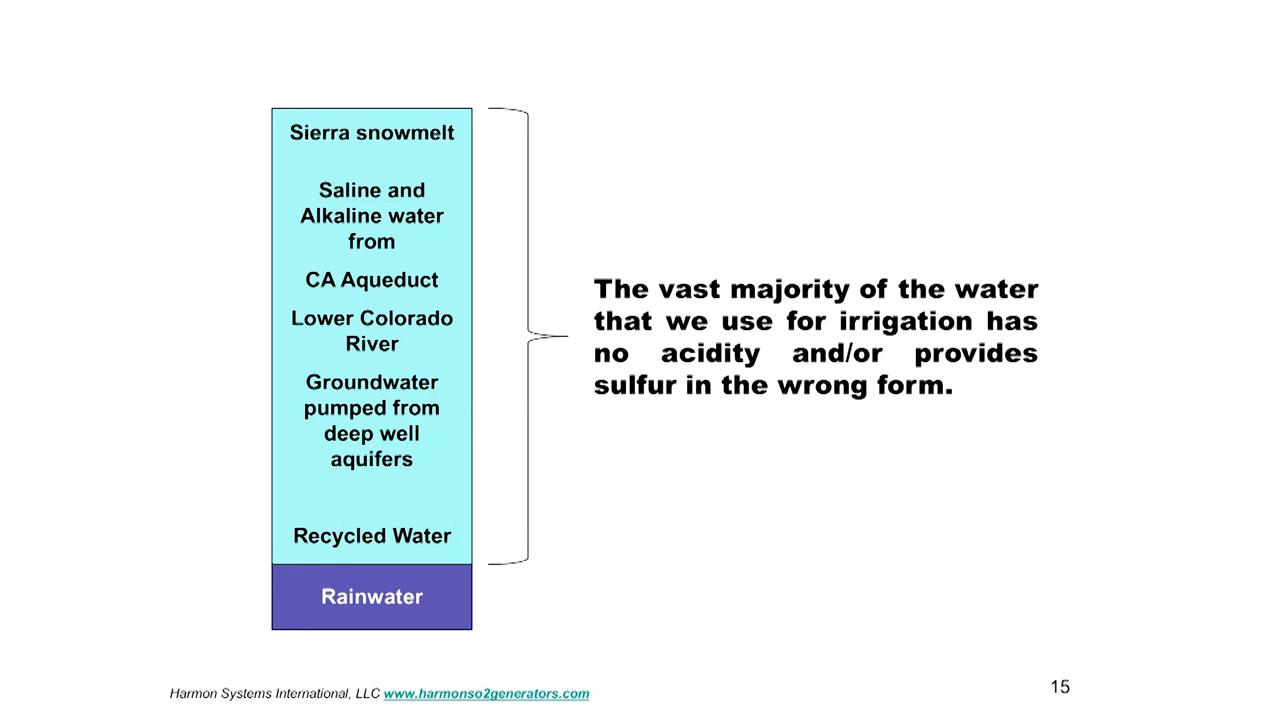 Sierra snowmelt
Saline and
Alkaline water
from
CA Aqueduct
Lower Colorado
River
Groundwater
pumped from
deep well
aquifers
Recycled Water
Rainwater
The vast majority of the water
that we use for irrigation has
no acidity and/or provides
sulfur in the wrong form.
Harmon Systems International, LLC www.harmonso2generators.com
15